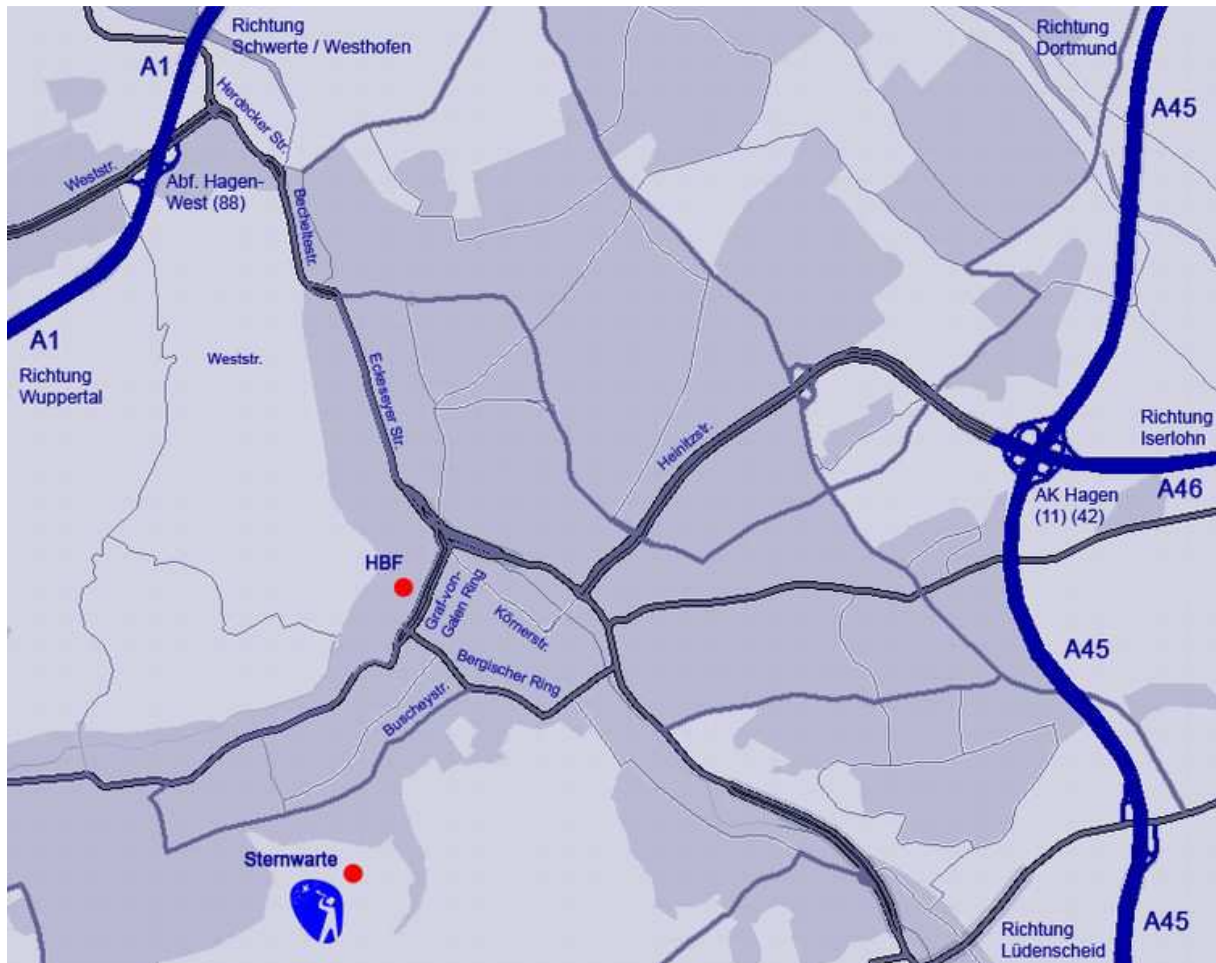 Richtung
Schwerte / Westhofen
A1
Herdecker Str.
Weststr.
Abf. Hagen-
West (88)
Becheltestr.
A1
Richtung
Wuppertal
Weststr.
Eckeseyer Str.
Richtung
Dortmund
A45
Heinitzstr.
Richtung
Iserlohn
A46
AK Hagen
(11) (42)
HBF
Graf-von-
Galen Ring
Körnerstr.
Bergischer Ring
Buscheystr.
A45
Sternwarte
A45
Richtung
Lüdenscheid